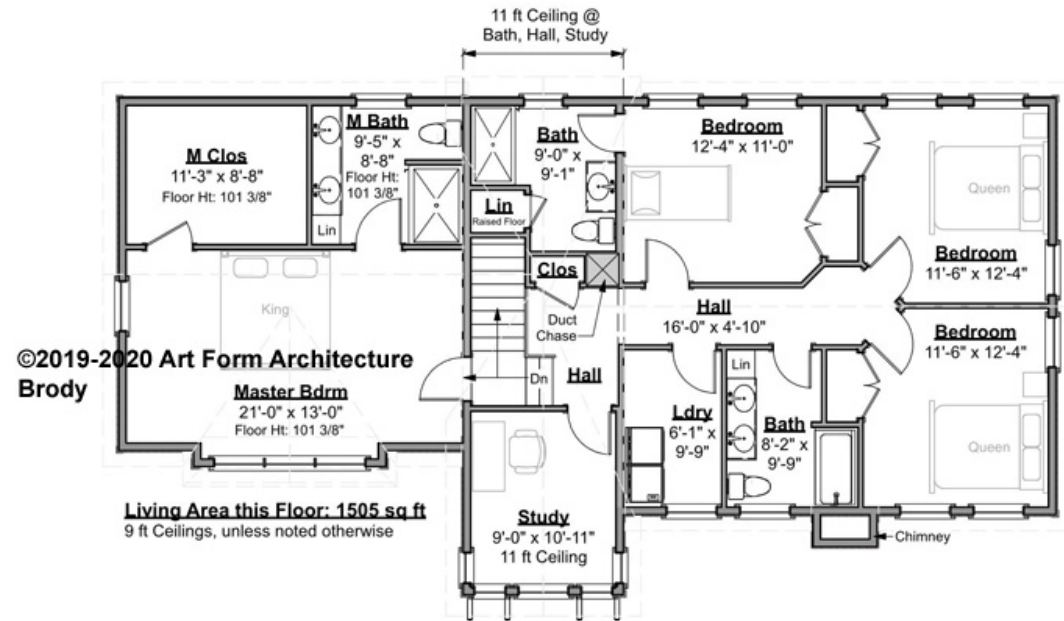 11 ft Ceiling @
Bath, Hall, Study
M Clos
11'-3" x 8'-8"
Floor Ht: 101 3/8"
M Bath
9'-5" x
8'-8"
Floor Ht:
101 3/8"
Lin
Bath
9'-0" x
9'-1"
Lin
Raised Floor
Clos
Duct
Chase
Bedroom
12'-4" x 11'-0"
Queen
Bedroom
11'-6" x 12'-4"
Hall
16'-0" x 4'-10"
Bedroom
11'-6" x 12'-4"
Queen
King
©2019-2020 Art Form Architecture
Brody
Master Bdrm
21'-0" x 13'-0"
Floor Ht: 101 3/8"
Dn
Hall
Ldry
6'-1" x
9'-9"
Lin
Bath
8'-2" x
9'-9"
Living Area this Floor: 1505 sq ft
9 ft Ceilings, unless noted otherwise
Study
9'-0" x 10'-11"
11 ft Ceiling
Chimney